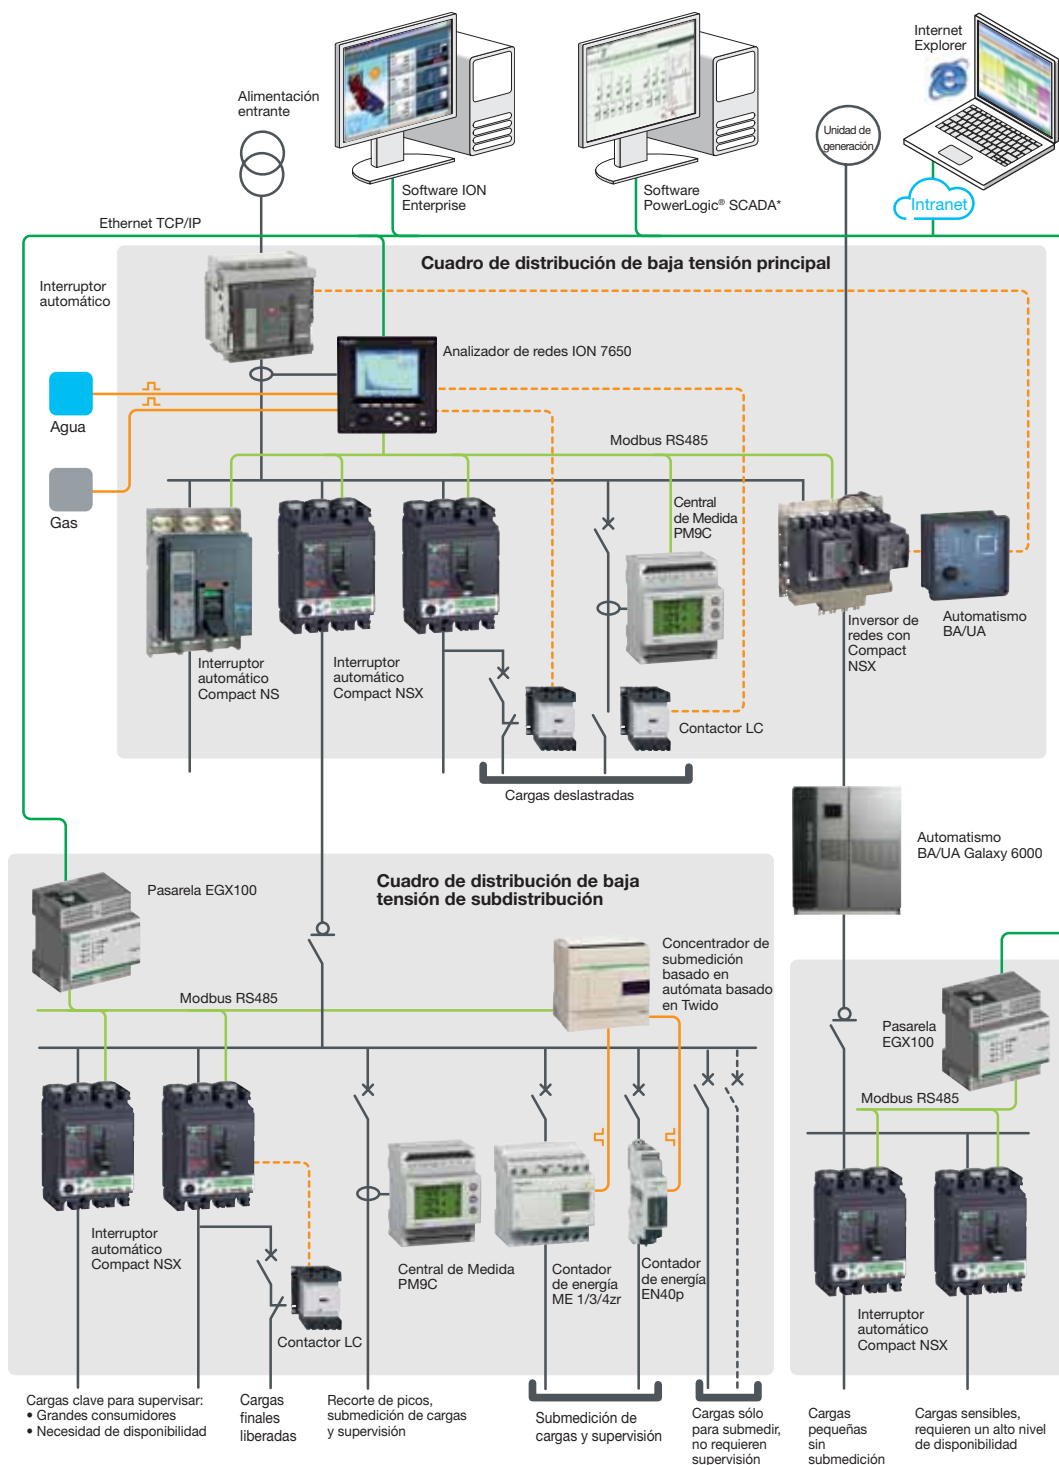 Internet
Explorer
Alimentación
entrante
Unidad de
generación
Software ION
Enterprise
Software
PowerLogic® SCADA*
Intranet
Ethernet TCP/IP
Cuadro de distribución de baja tensión principal
Interruptor
automático
Analizador de redes ION 7650
Agua
Modbus RS485
Gas
Central
de Medida
PM9C
Inversor de
redes con
Compact
NSX
Automatismo
BA/UA
Interruptor
automático
Compact NS
Interruptor
automático
Compact NSX
Contactor LC
Cargas deslastradas
Automatismo
BA/UA Galaxy 6000
Pasarela EGX100
Cuadro de distribución de baja
tensión de subdistribución
Concentrador de
submedición
basado en
autómata basado
en Twido
Modbus RS485
Pasarela
EGX100
Modbus RS485
Interruptor
automático
Compact NSX
Central de Medida
PM9C
Contador
de energía
ME 1/3/4zr
Contador
de energía
EN40p
Contactor LC
Interruptor
automático
Compact NSX
Cargas clave para supervisar:
• Grandes consumidores
• Necesidad de disponibilidad
Cargas
finales
liberadas
Recorte de picos,
submedición de cargas
y supervisión
Submedición de
cargas y supervisión
Cargas sólo
para submedir,
no requieren
supervisión
Cargas
pequeñas
sin
submedición
Cargas sensibles,
requieren un alto nivel
de disponibilidad